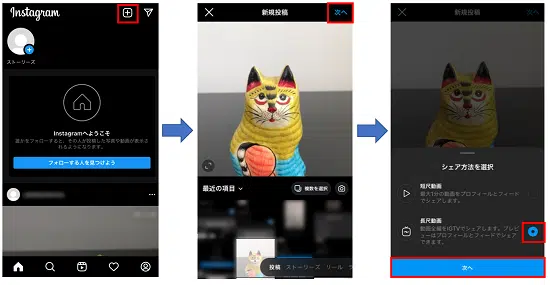 Instagram
ストーリーズ
Instagramへようこそ
誰かをフォローすると、その人が投稿した写真や動画が表示されるようになります。
フォローする人を見つけよう
新規投稿
次へ
最近の項目
複数を選択
投稿 ストーリーズ リール
次へ
シェア方法を選択
短尺動画
最大1分の動画をプロフィールとフィードでシェアします。
長尺動画
動画全編をIGTVでシェアします。プレビューはプロフィールとフィードでシェアできます。
次へ